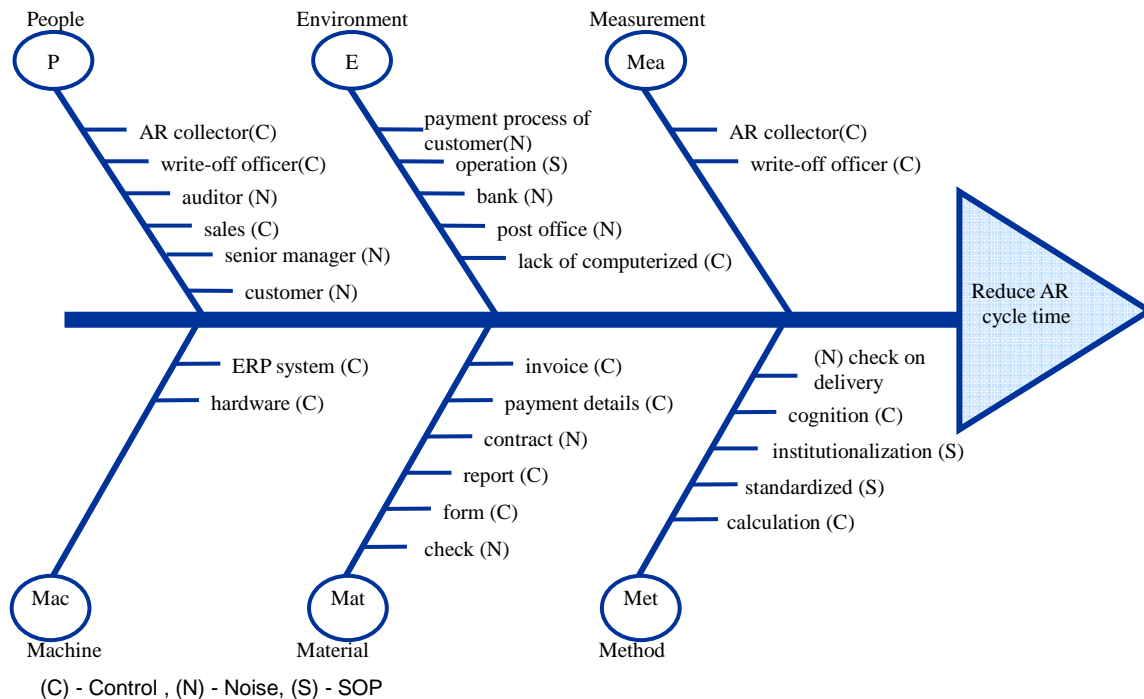 People
P
AR collector(C)
write-off officer(C)
auditor (N)
sales (C)
senior manager (N)
customer (N)
Environment
E
payment process of
customer(N)
operation (S)
bank (N)
post office (N)
lack of computerized (C)
Measurement
Mea
AR collector(C)
write-off officer (C)
Reduce AR
cycle time
ERP system (C)
hardware (C)
Mac
Machine
invoice (C)
payment details (C)
contract (N)
report (C)
form (C)
check (N)
Mat
Material
(N) check on
delivery
cognition (C)
institutionalization (S)
standardized (S)
calculation (C)
Met
Method
(C) - Control , (N) - Noise, (S) - SOP